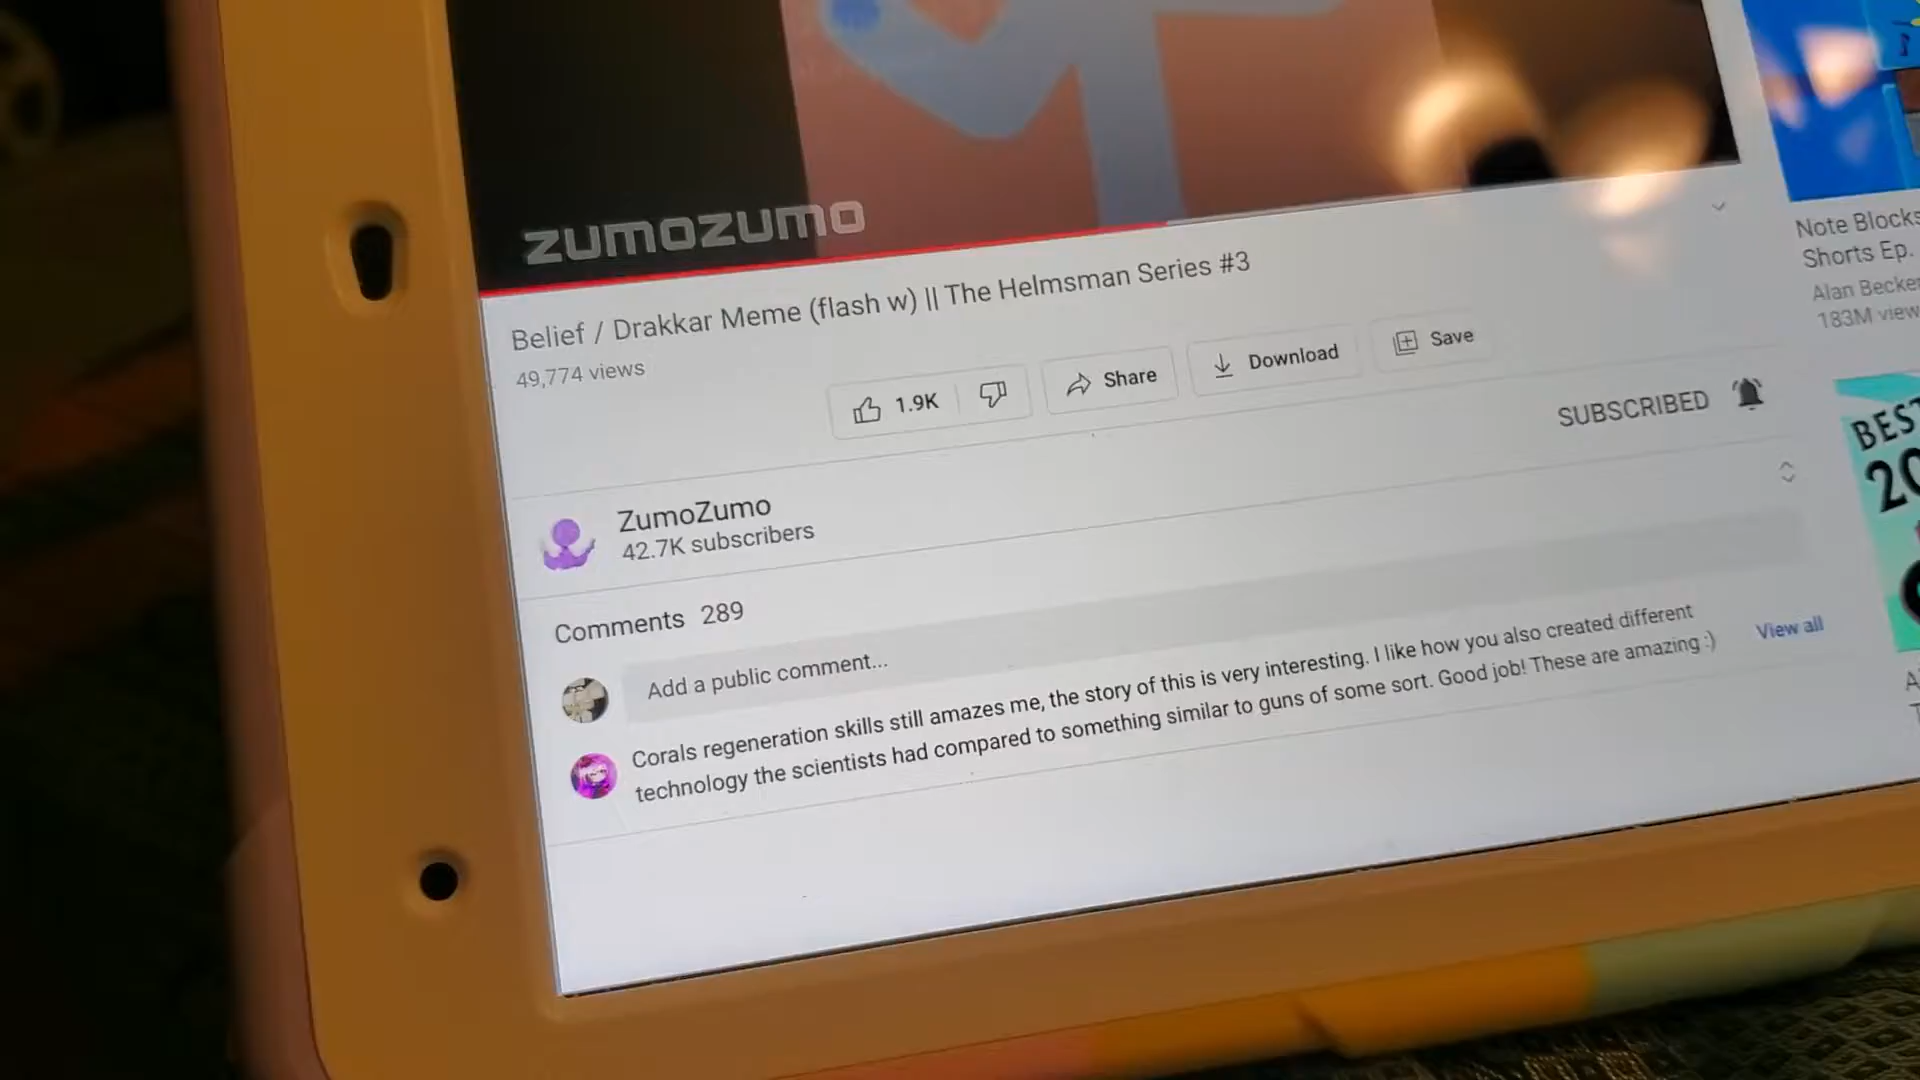 ZUMOZUMO
Belief / Drakkar Meme (flash w) || The Helmsman Series #3
49,774 views
1.9K
Share
Download
Save
SUBSCRIBED
ZumoZumo
42.7K subscribers
Comments 289
Add a public comment...
Corals regeneration skills still amazes me, the story of this is very interesting. I like how you also created different
technology the scientists had compared to something similar to guns of some sort. Good job! These are amazing :)
View all
Note Blocks
Shorts Ep.
Alan Becker
183M view
BEST
20